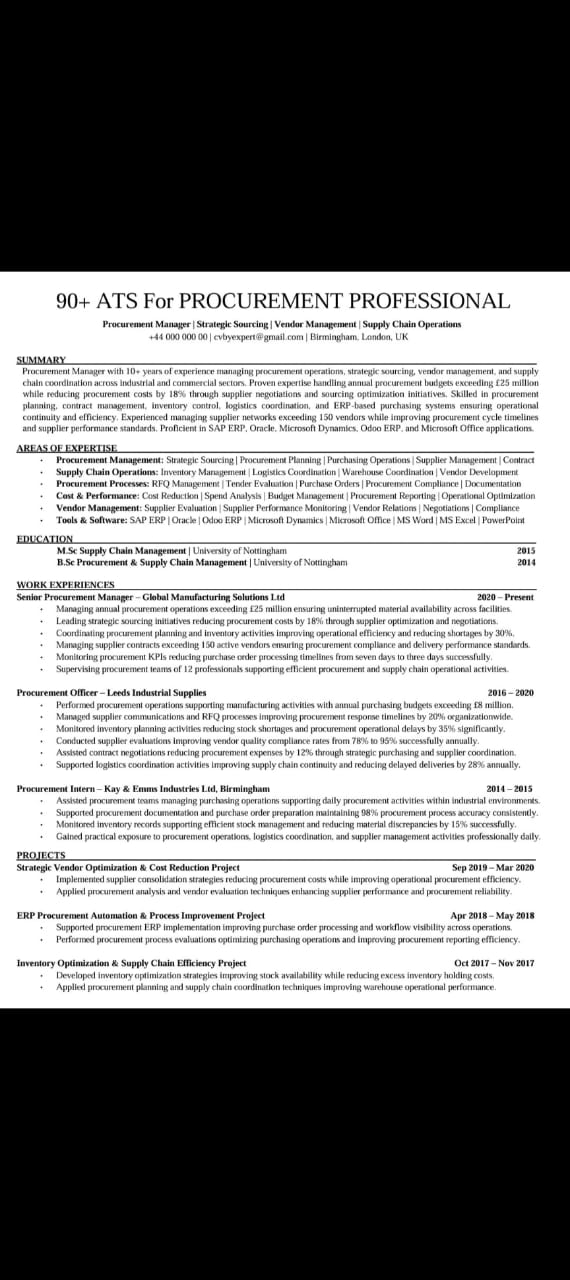 90+ ATS For PROCUREMENT PROFESSIONAL
Procurement Manager | Strategic Sourcing | Vendor Management | Supply Chain Operations
+44 000 000 00 | cvbyexpert@gmail.com | Birmingham, London, UK
SUMMARY
Procurement Manager with 10+ years of experience managing procurement operations, strategic sourcing, vendor management, and supply
chain coordination across industrial and commercial sectors. Proven expertise handling annual procurement budgets exceeding £25 million
while reducing procurement costs by 18% through supplier negotiations and sourcing optimization initiatives. Skilled in procurement
planning, contract management, inventory control, logistics coordination, and ERP-based purchasing systems ensuring operational
continuity and efficiency. Experienced managing supplier networks exceeding 150 vendors while improving procurement cycle timelines
and supplier performance standards. Proficient in SAP ERP, Oracle, Microsoft Dynamics, Odoo ERP, and Microsoft Office applications.
AREAS OF EXPERTISE
• Procurement Management: Strategic Sourcing | Procurement Planning | Purchasing Operations | Supplier Management | Contract
• Supply Chain Operations: Inventory Management | Logistics Coordination | Warehouse Coordination | Vendor Development
• Procurement Processes: RFQ Management | Tender Evaluation | Purchase Orders | Procurement Compliance | Documentation
• Cost & Performance: Cost Reduction | Spend Analysis | Budget Management | Procurement Reporting | Operational Optimization
• Vendor Management: Supplier Evaluation | Supplier Performance Monitoring | Vendor Relations | Negotiations | Compliance
• Tools & Software: SAP ERP | Oracle | Odoo ERP | Microsoft Dynamics | Microsoft Office | MS Word | MS Excel | PowerPoint
EDUCATION
M.Sc Supply Chain Management | University of Nottingham 2015
B.Sc Procurement & Supply Chain Management | University of Nottingham 2014
WORK EXPERIENCES
Senior Procurement Manager – Global Manufacturing Solutions Ltd 2020 – Present
• Managing annual procurement operations exceeding £25 million ensuring uninterrupted material availability across facilities.
• Leading strategic sourcing initiatives reducing procurement costs by 18% through supplier optimization and negotiations.
• Coordinating procurement planning and inventory activities improving operational efficiency and reducing shortages by 30%.
• Managing supplier contracts exceeding 150 active vendors ensuring procurement compliance and delivery performance standards.
• Monitoring procurement KPIs reducing purchase order processing timelines from seven days to three days successfully.
• Supervising procurement teams of 12 professionals supporting efficient procurement and supply chain operational activities.
Procurement Officer – Leeds Industrial Supplies 2016 – 2020
• Performed procurement operations supporting manufacturing activities with annual purchasing budgets exceeding £8 million.
• Managed supplier communications and RFQ processes improving procurement response timelines by 20% organizationwide.
• Monitored inventory planning activities reducing stock shortages and procurement operational delays by 35% significantly.
• Conducted supplier evaluations improving vendor quality compliance rates from 78% to 95% successfully annually.
• Assisted contract negotiations reducing procurement expenses by 12% through strategic purchasing and supplier coordination.
• Supported logistics coordination activities improving supply chain continuity and reducing delayed deliveries by 28% annually.
Procurement Intern – Kay & Emms Industries Ltd, Birmingham 2014 – 2015
• Assisted procurement teams managing purchasing operations supporting daily procurement activities within industrial environments.
• Supported procurement documentation and purchase order preparation maintaining 98% procurement process accuracy consistently.
• Monitored inventory records supporting efficient stock management and reducing material discrepancies by 15% successfully.
• Gained practical exposure to procurement operations, logistics coordination, and supplier management activities professionally daily.
PROJECTS
Strategic Vendor Optimization & Cost Reduction Project Sep 2019 – Mar 2020
• Implemented supplier consolidation strategies reducing procurement costs while improving operational procurement efficiency.
• Applied procurement analysis and vendor evaluation techniques enhancing supplier performance and procurement reliability.
ERP Procurement Automation & Process Improvement Project Apr 2018 – May 2018
• Supported procurement ERP implementation improving purchase order processing and workflow visibility across operations.
• Performed procurement process evaluations optimizing purchasing operations and improving procurement reporting efficiency.
Inventory Optimization & Supply Chain Efficiency Project Oct 2017 – Nov 2017
• Developed inventory optimization strategies improving stock availability while reducing excess inventory holding costs.
• Applied procurement planning and supply chain coordination techniques improving warehouse operational performance.